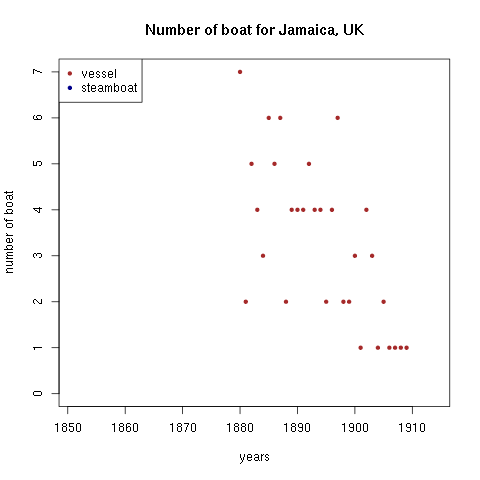 Number of boat for Jamaica, UK
vessel
steamboat
7
6
5
4
3
2
1
0
number of boat
1850 1860 1870 1880 1890 1900 1910
years